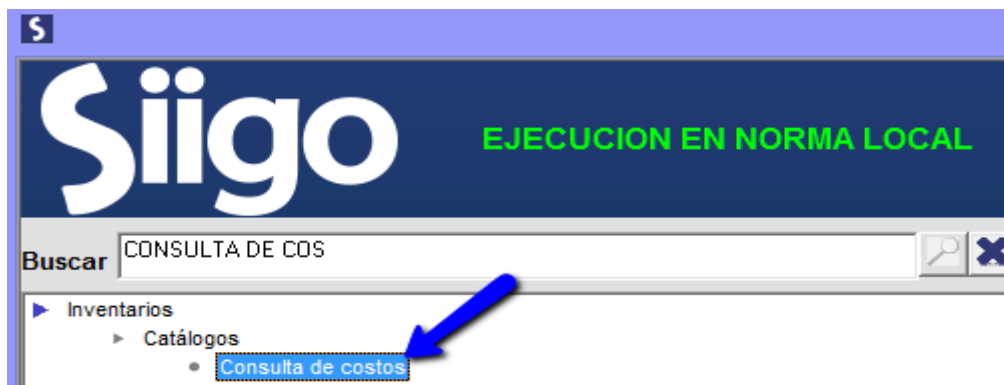 S
Siigo
EJECUCION EN NORMA LOCAL
Buscar CONSULTA DE COS
Inventarios
Catálogos
Consulta de costos